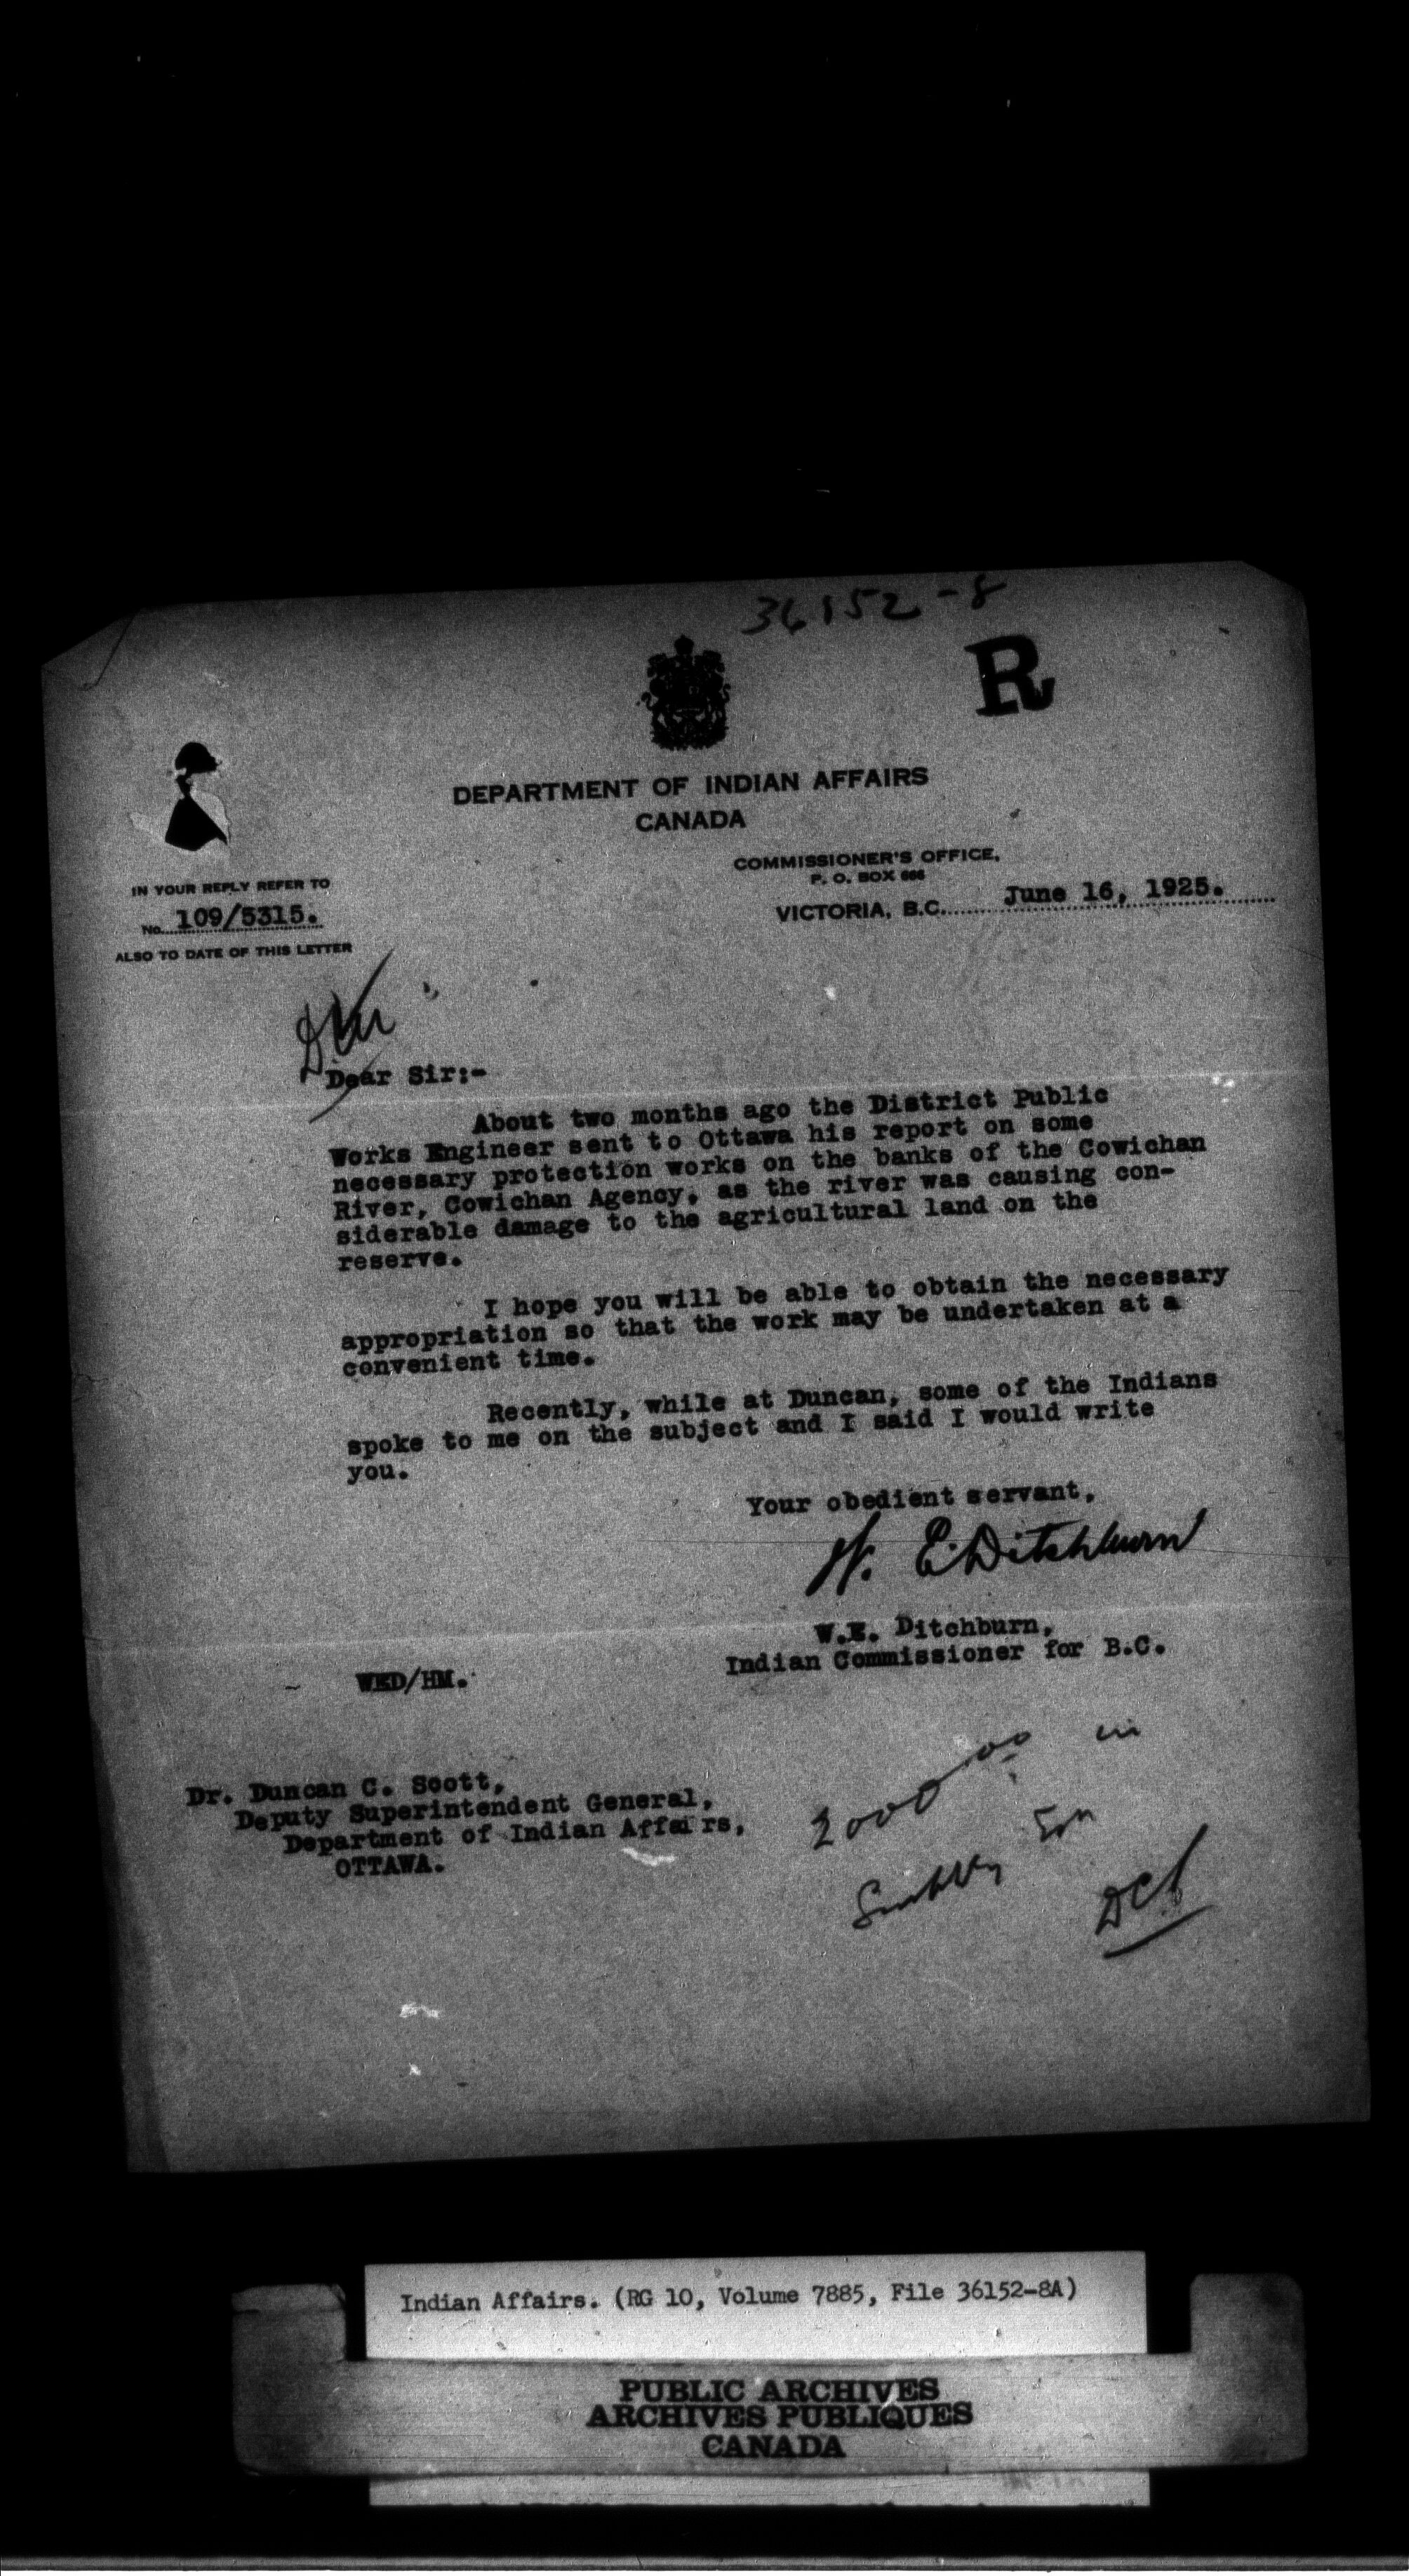 36152-8
R
DEPARTMENT OF INDIAN AFFAIRS
CANADA
COMMISSIONER'S OFFICE,
P. O. BOX 666
VICTORIA, B.C. June 16, 1925.
IN YOUR REPLY REFER TO
No. 109/5315.
ALSO TO DATE OF THIS LETTER
Dear Sir:-
About two months ago the District Public
Works Engineer sent to Ottawa his report on some
necessary protection works on the banks of the Cowichan
River, Cowichan Agency, as the river was causing con-
siderable damage to the agricultural land on the
reserve.
I hope you will be able to obtain the necessary
appropriation so that the work may be undertaken at a
convenient time.
Recently, while at Duncan, some of the Indians
spoke to me on the subject and I said I would write
you.
Your obedient servant,
W. E. Ditchburn
W.E. Ditchburn,
Indian Commissioner for B.C.
WED/HM.
Dr. Duncan C. Scott,
Deputy Superintendent General,
Department of Indian Affairs,
OTTAWA.
2000.00 in
DCS
Indian Affairs. (RG 10, Volume 7885, File 36152-8A)
PUBLIC ARCHIVES
ARCHIVES PUBLIQUES
CANADA